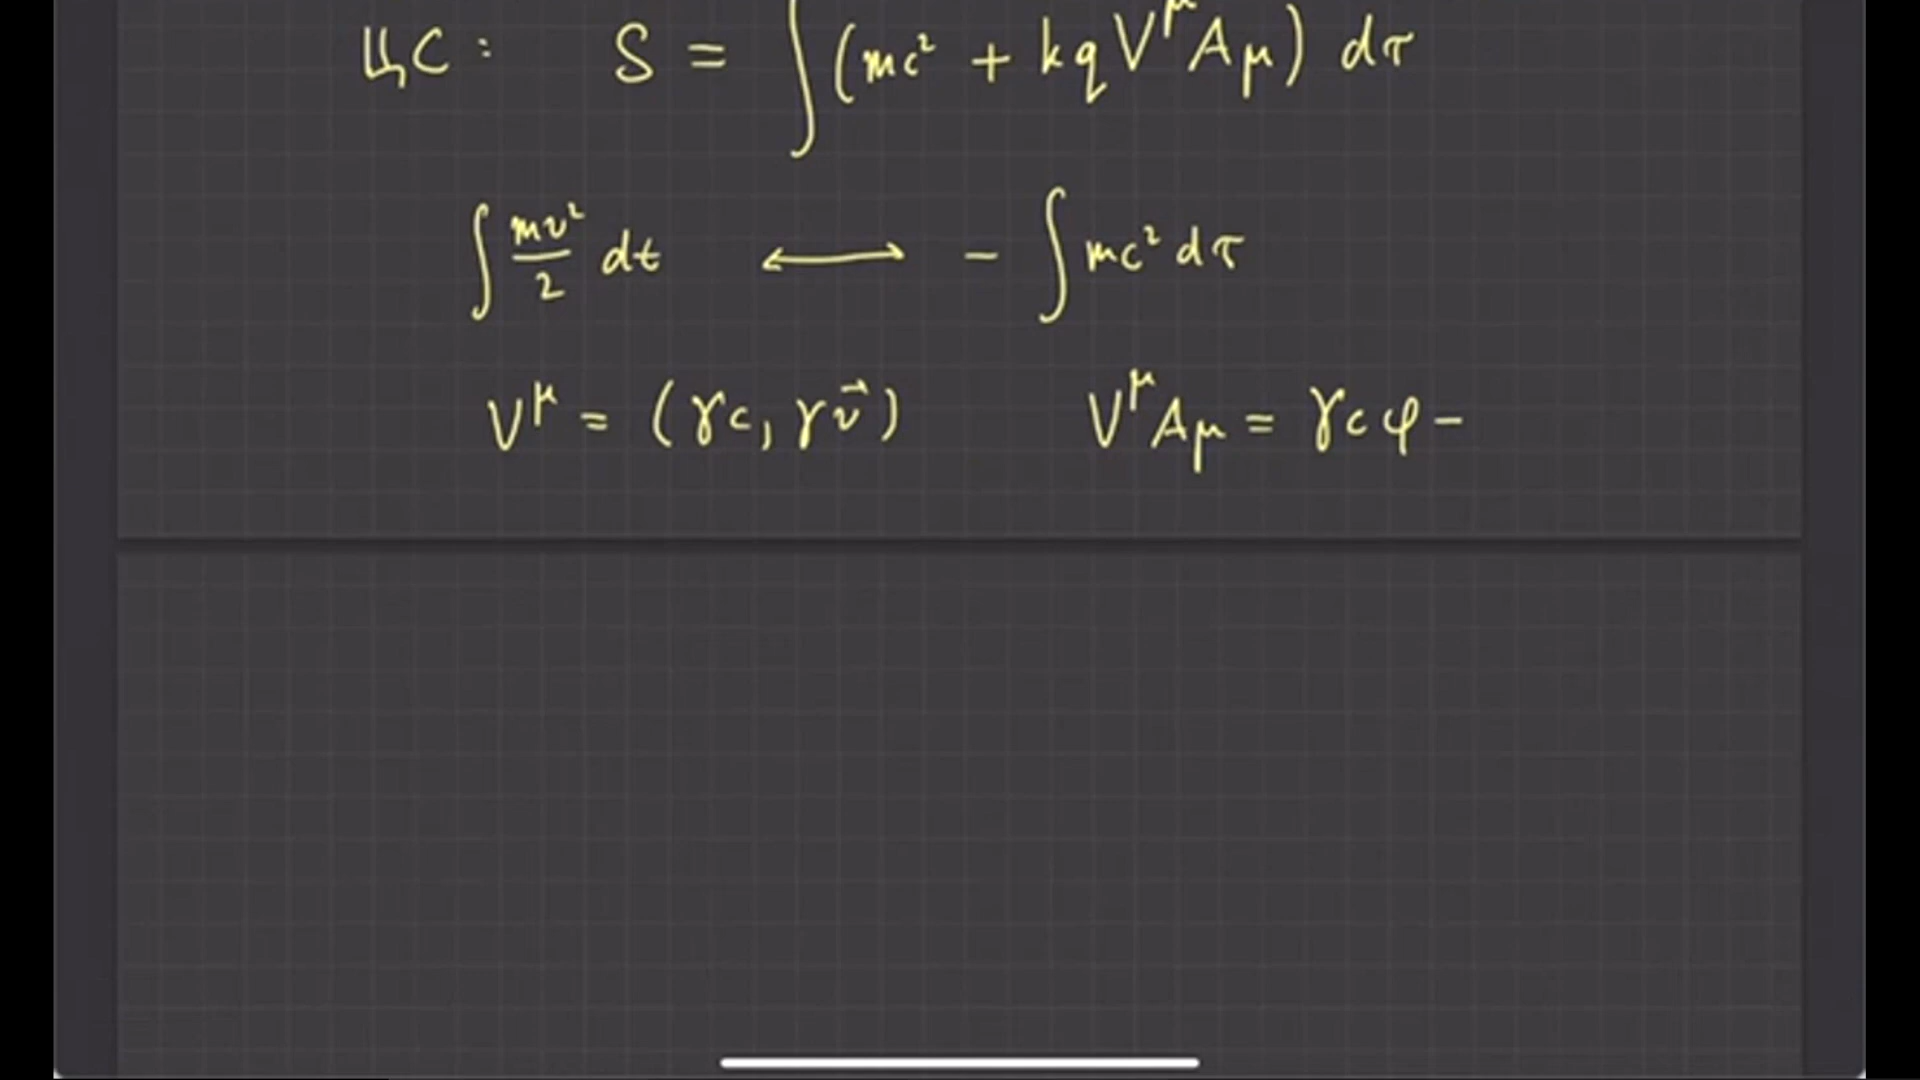 ЦС: S = ∫(mc² + kqV^μA_μ) dτ
∫ mv²/2 dt ⟷ - ∫ mc² dτ
V^μ = (γc, γv⃗) V^μA_μ = γcφ -